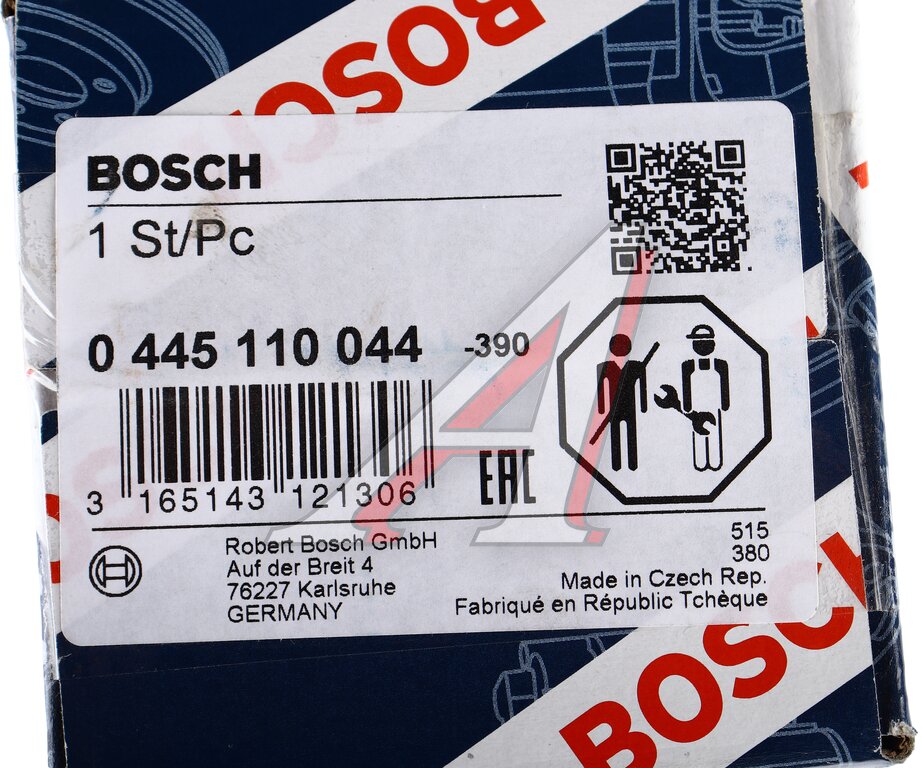 BOSCH
BOSCH
1 St/Pc
0 445 110 044 -390
3 165143 121306
EAC
Robert Bosch GmbH
Auf der Breit 4
76227 Karlsruhe
GERMANY
515
380
Made in Czech Rep.
Fabriqué en République Tchèque
BOSCH